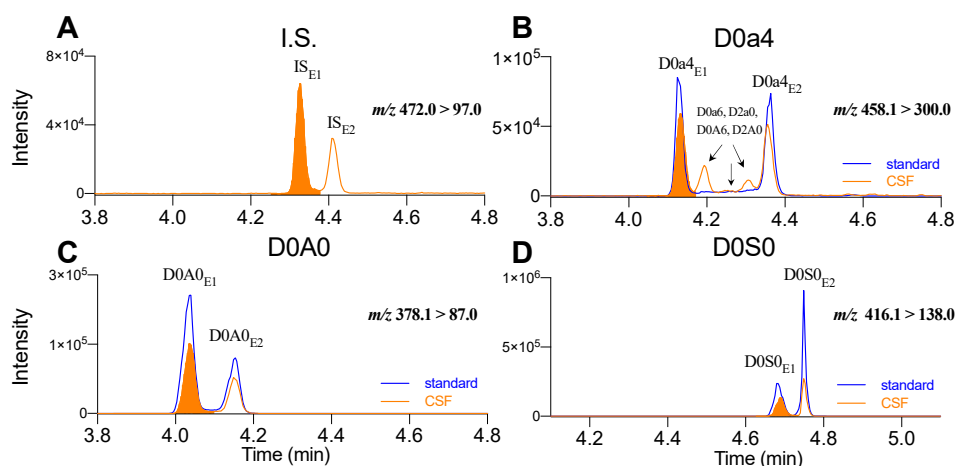 A
I.S.
8×10⁴
4×10⁴
0
Intensity
IS_E1
IS_E2
m/z 472.0 > 97.0
3.8 4.0 4.2 4.4 4.6 4.8
B
D0a4
1×10⁵
5×10⁴
0
D0a4_E1
D0a4_E2
D0a6, D2a0,
D0A6, D2A0
m/z 458.1 > 300.0
standard
CSF
3.8 4.0 4.2 4.4 4.6 4.8
C
D0A0
3×10⁵
1×10⁵
0
Intensity
D0A0_E1
D0A0_E2
m/z 378.1 > 87.0
standard
CSF
3.8 4.0 4.2 4.4 4.6 4.8
Time (min)
D
D0S0
1×10⁶
5×10⁵
0
D0S0_E1
D0S0_E2
m/z 416.1 > 138.0
standard
CSF
4.2 4.4 4.6 4.8 5.0
Time (min)